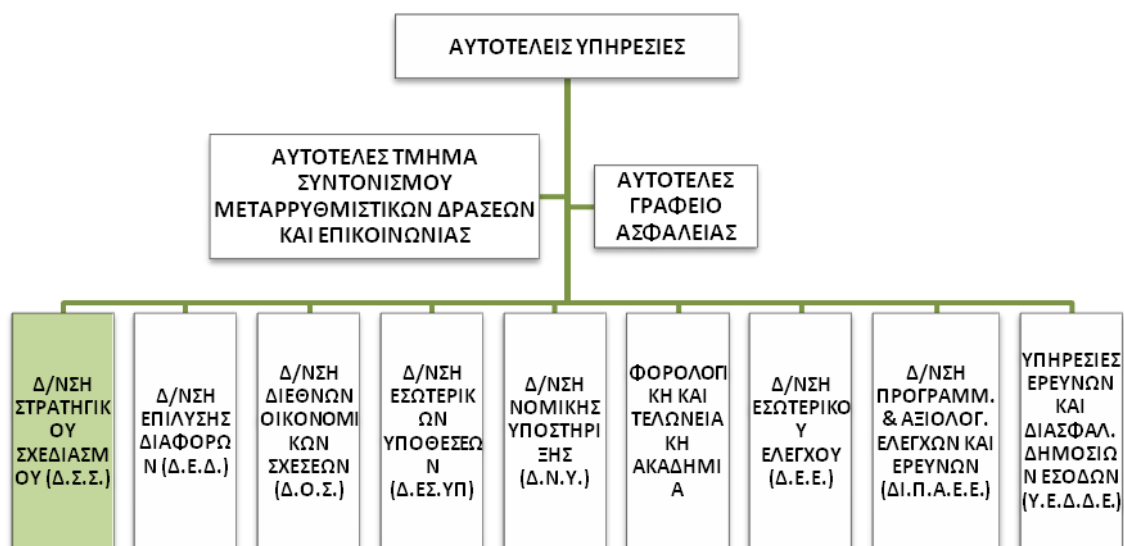 ΑΥΤΟΤΕΛΕΙΣ ΥΠΗΡΕΣΙΕΣ
ΑΥΤΟΤΕΛΕΣ ΤΜΗΜΑ
ΣΥΝΤΟΝΙΣΜΟΥ
ΜΕΤΑΡΡΥΘΜΙΣΤΙΚΩΝ ΔΡΑΣΕΩΝ
ΚΑΙ ΕΠΙΚΟΙΝΩΝΙΑΣ
ΑΥΤΟΤΕΛΕΣ
ΓΡΑΦΕΙΟ
ΑΣΦΑΛΕΙΑΣ
Δ/ΝΣΗ
ΣΤΡΑΤΗΓΙΚ
ΟΥ
ΣΧΕΔΙΑΣΜ
ΟΥ (Δ.Σ.Σ.)
Δ/ΝΣΗ
ΕΠΙΛΥΣΗΣ
ΔΙΑΦΟΡΩ
Ν (Δ.Ε.Δ.)
Δ/ΝΣΗ
ΔΙΕΘΝΩΝ
ΟΙΚΟΝΟΜΙ
ΚΩΝ
ΣΧΕΣΕΩΝ
(Δ.Ο.Σ.)
Δ/ΝΣΗ
ΕΣΩΤΕΡΙΚ
ΩΝ
ΥΠΟΘΕΣΕΩ
Ν
(Δ.ΕΣ.ΥΠ)
Δ/ΝΣΗ
ΝΟΜΙΚΗΣ
ΥΠΟΣΤΗΡΙ
ΞΗΣ
(Δ.Ν.Υ.)
ΦΟΡΟΛΟΓΙ
ΚΗ ΚΑΙ
ΤΕΛΩΝΕΙΑ
ΚΗ
ΑΚΑΔΗΜΙ
Α
Δ/ΝΣΗ
ΕΣΩΤΕΡΙΚΟ
Υ
ΕΛΕΓΧΟΥ
(Δ.Ε.Ε.)
Δ/ΝΣΗ
ΠΡΟΓΡΑΜΜ.
& ΑΞΙΟΛΟΓ.
ΕΛΕΓΧΩΝ ΚΑΙ
ΕΡΕΥΝΩΝ
(ΔΙ.Π.Α.Ε.Ε.)
ΥΠΗΡΕΣΙΕΣ
ΕΡΕΥΝΩΝ
ΚΑΙ
ΔΙΑΣΦΑΛ.
ΔΗΜΟΣΙΩ
Ν ΕΣΟΔΩΝ
(Υ.Ε.Δ.Δ.Ε.)